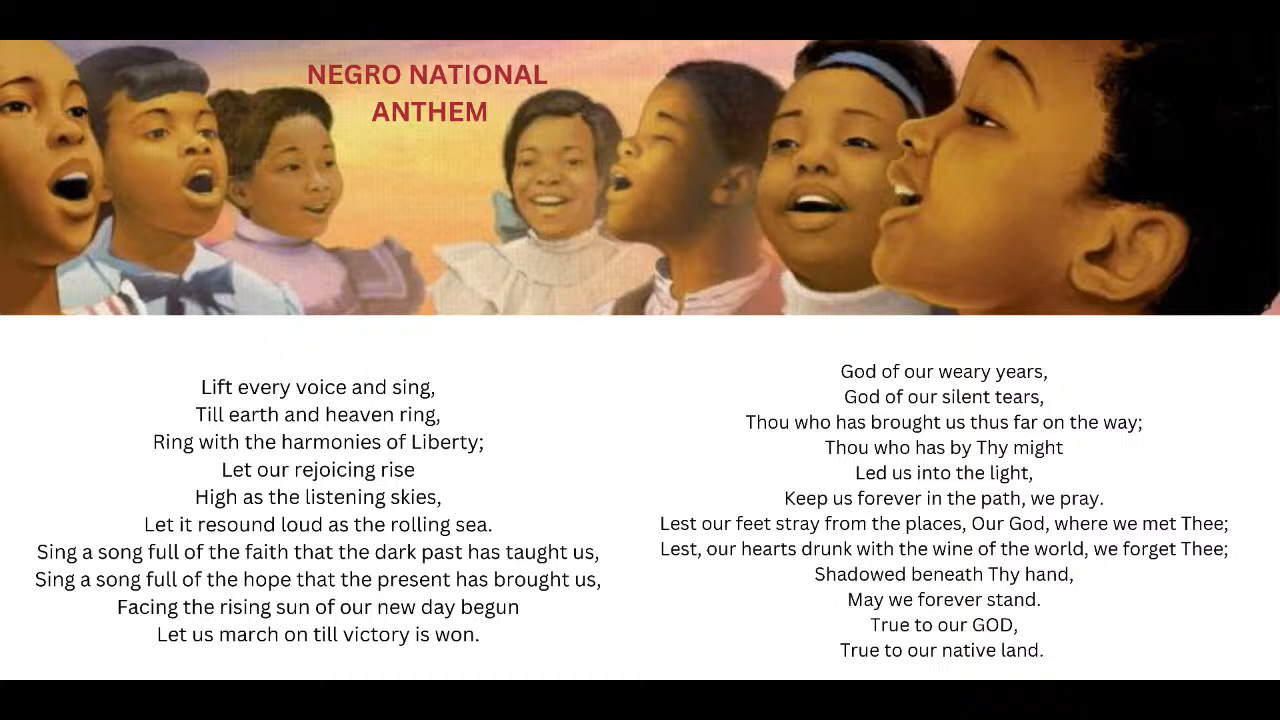 NEGRO NATIONAL
ANTHEM
Lift every voice and sing,
Till earth and heaven ring,
Ring with the harmonies of Liberty;
Let our rejoicing rise
High as the listening skies,
Let it resound loud as the rolling sea.
Sing a song full of the faith that the dark past has taught us,
Sing a song full of the hope that the present has brought us,
Facing the rising sun of our new day begun
Let us march on till victory is won.
God of our weary years,
God of our silent tears,
Thou who has brought us thus far on the way;
Thou who has by Thy might
Led us into the light,
Keep us forever in the path, we pray.
Lest our feet stray from the places, Our God, where we met Thee;
Lest, our hearts drunk with the wine of the world, we forget Thee;
Shadowed beneath Thy hand,
May we forever stand.
True to our GOD,
True to our native land.